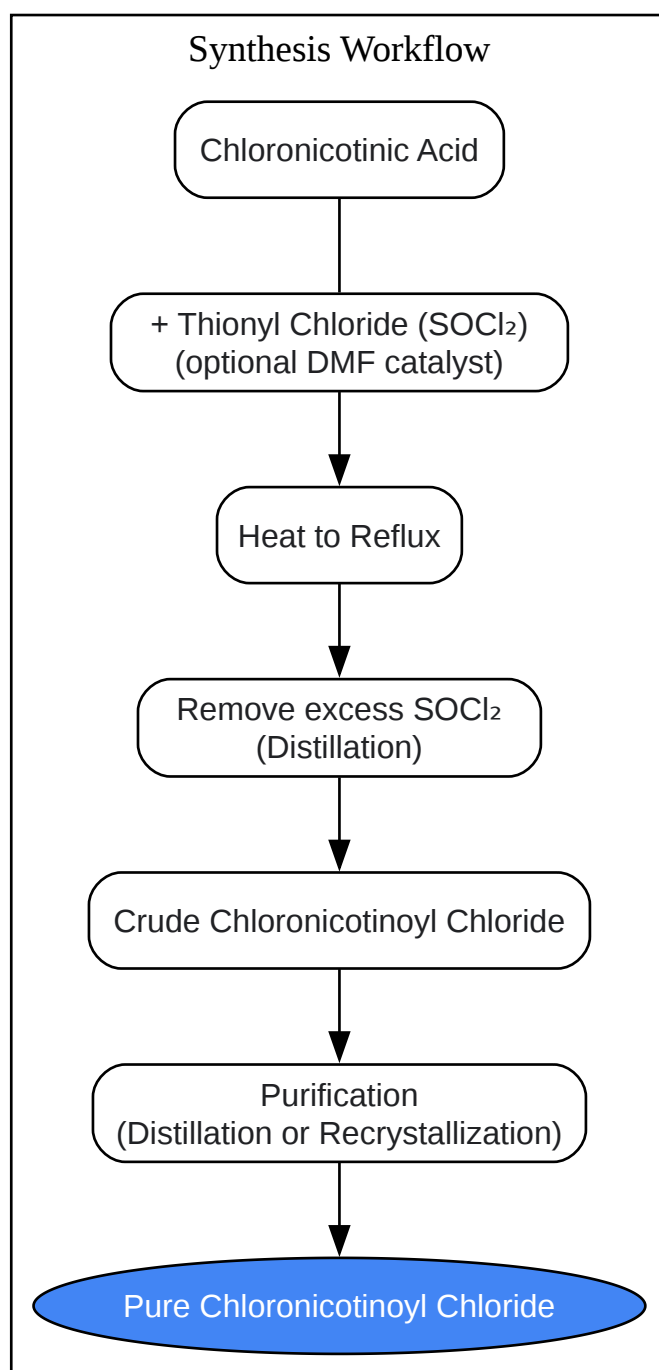 Synthesis Workflow
Chloronicotinic Acid
+ Thionyl Chloride (SOCl₂)
(optional DMF catalyst)
Heat to Reflux
Remove excess SOCl₂
(Distillation)
Crude Chloronicotinoyl Chloride
Purification
(Distillation or Recrystallization)
Pure Chloronicotinoyl Chloride